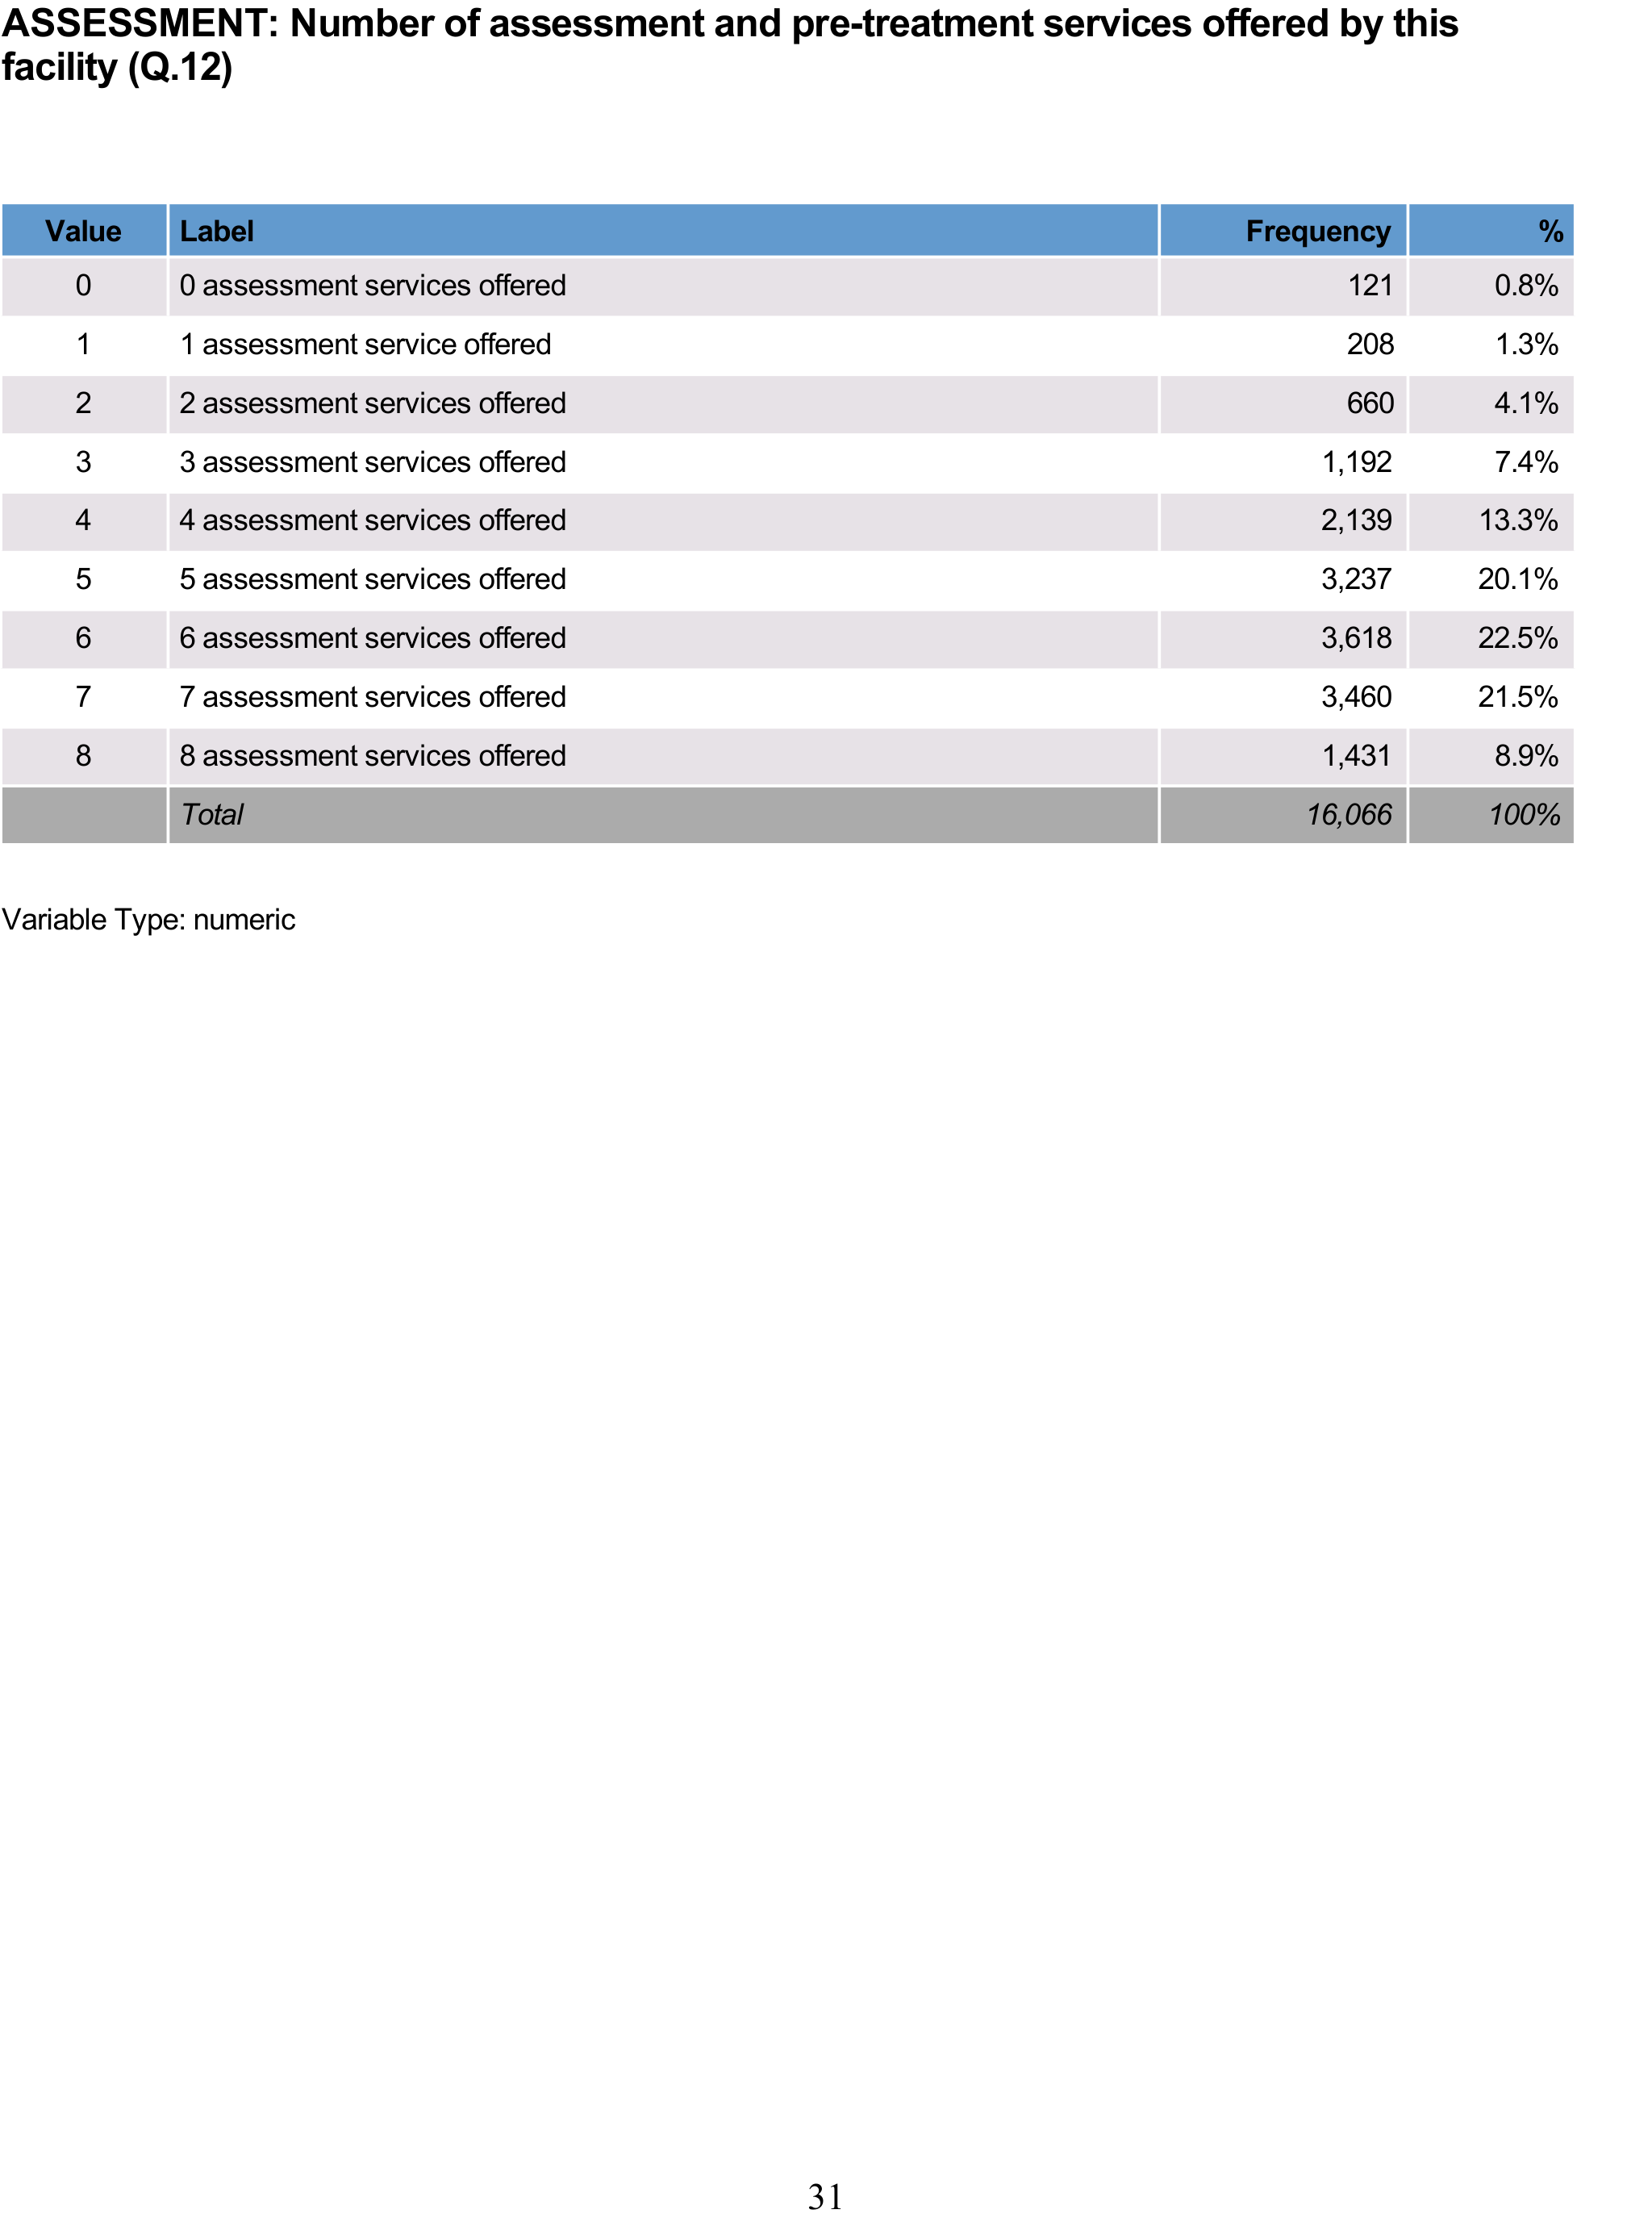 ASSESSMENT: Number of assessment and pre-treatment services offered by this
facility (Q.12)
Value Label Frequency %
0 0 assessment services offered 121 0.8%
1 1 assessment service offered 208 1.3%
2 2 assessment services offered 660 4.1%
3 3 assessment services offered 1,192 7.4%
4 4 assessment services offered 2,139 13.3%
5 5 assessment services offered 3,237 20.1%
6 6 assessment services offered 3,618 22.5%
7 7 assessment services offered 3,460 21.5%
8 8 assessment services offered 1,431 8.9%
Total 16,066 100%
Variable Type: numeric
31